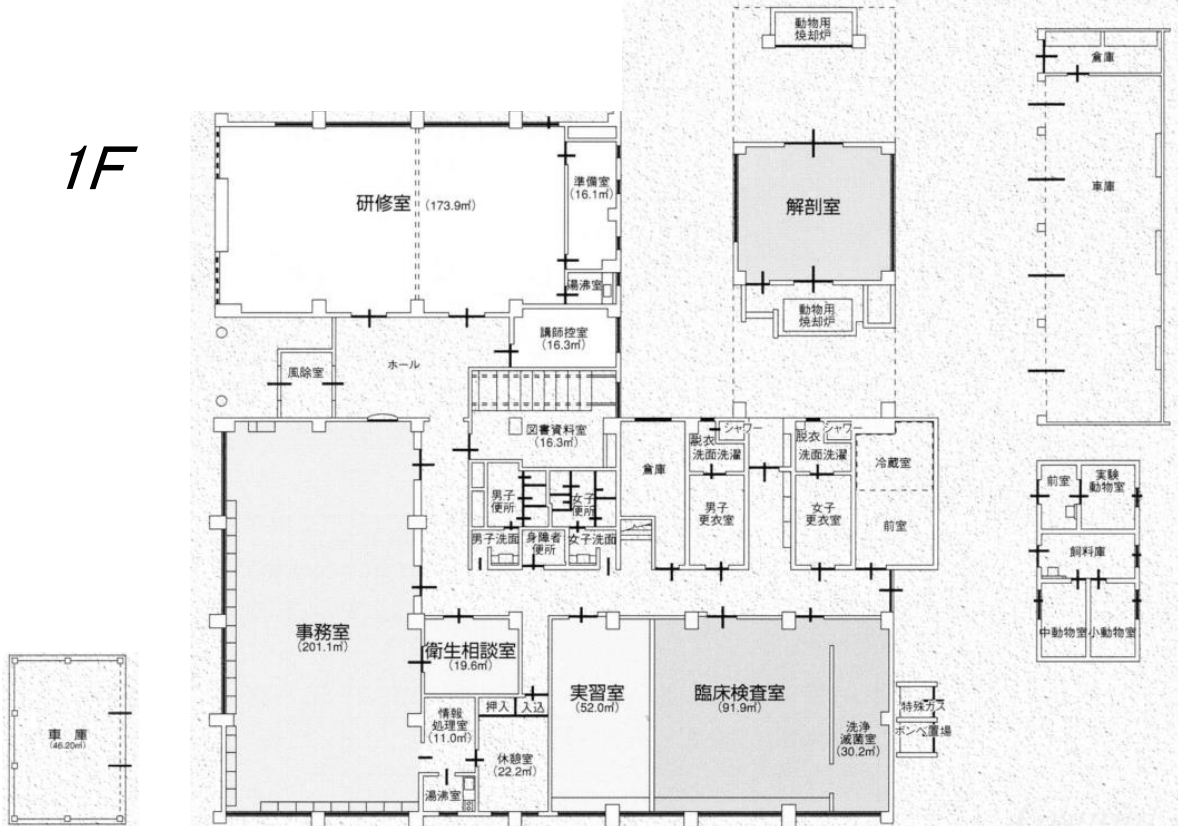 1F
動物用
焼却炉
倉庫
車庫
研修室 (173.9㎡)
準備室
(16.1㎡)
湯沸室
解剖室
動物用
焼却炉
講師控室
(16.3㎡)
ホール
風除室
図書資料室
(16.3㎡)
倉庫
脱衣
シャワー
洗面洗濯
脱衣
シャワー
洗面洗濯
冷蔵室
前室
男子
更衣室
女子
更衣室
男子
便所
女子
便所
男子洗面
身障者
便所
女子洗面
前室
実験
動物室
飼料庫
中動物室
小動物室
事務室
(201.1㎡)
衛生相談室
(19.6㎡)
押入
入込
情報
処理室
(11.0㎡)
休憩室
(22.2㎡)
湯沸室
実習室
(52.0㎡)
臨床検査室
(91.9㎡)
洗浄
滅菌室
(30.2㎡)
特殊ガス
ボンベ置場
車庫
(46.20㎡)